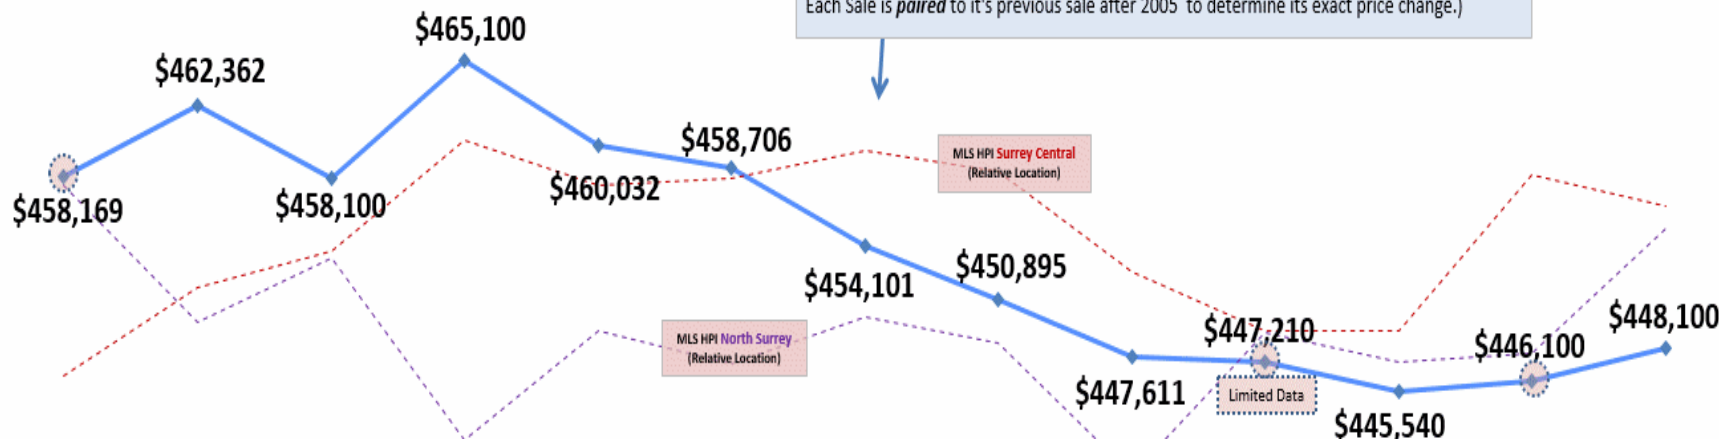 Each Sale is paired to it's previous sale after 2005 to determine its exact price change.)
$465,100
$462,362
$458,706
MLS HPI Surrey Central
(Relative Location)
$460,032
$458,169
$458,100
$450,895
$454,101
$448,100
$447,210
MLS HPI North Surrey
(Relative Location)
$446,100
$447,611
Limited Data
$445,540